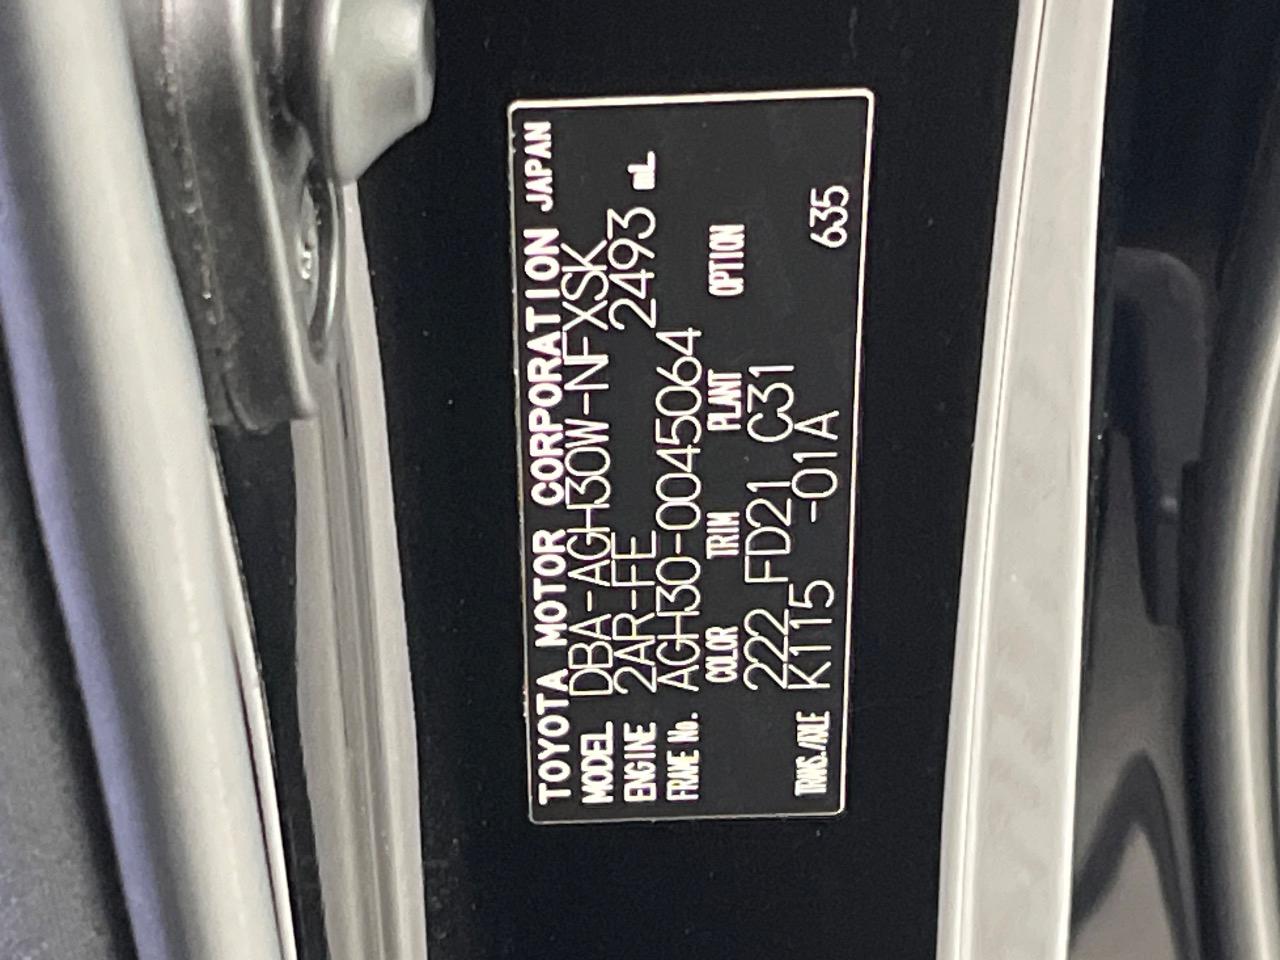 TOYOTA MOTOR CORPORATION JAPAN
MODEL DBA-AGH30W-NFXSK
ENGINE 2AR-FE 2493 mL
FRAME No. AGH30-0045064
COLOR TRIM PLANT OPTION
222 FD21 C31
TRANS./AXLE K115 -01A 635